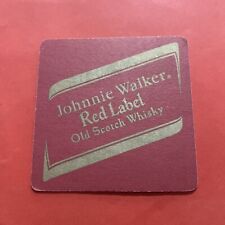 Johnnie Walker®
Red Label
Old Scotch Whisky